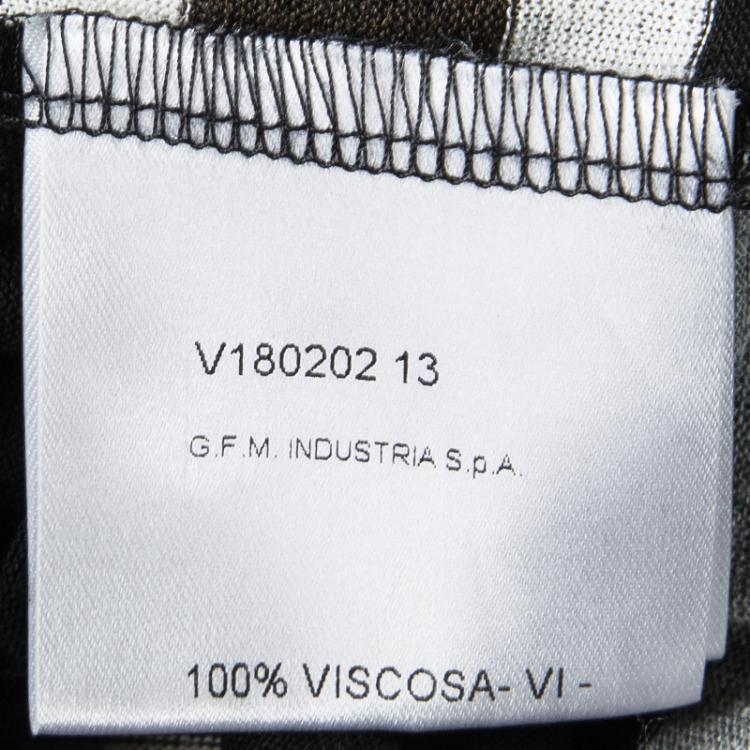 V180202 13
G.F.M. INDUSTRIA S.p.A.
100% VISCOSA- VI -